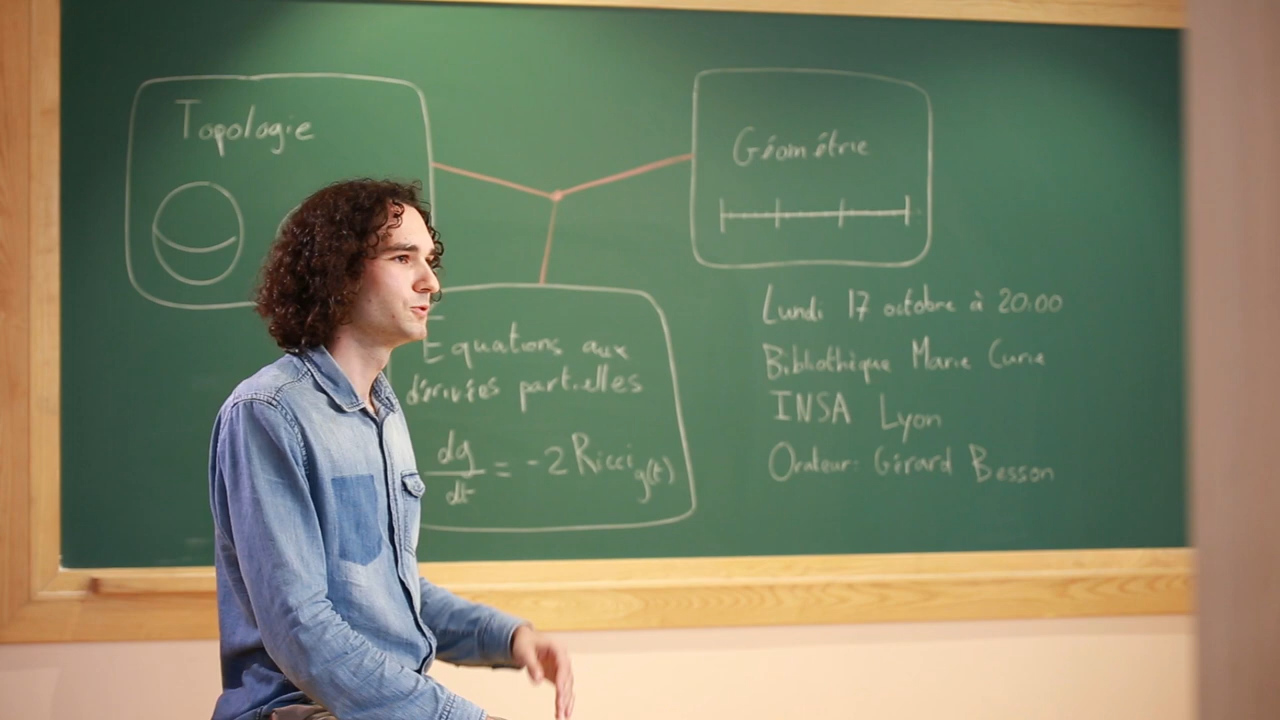 Topologie
Géométrie
Equations aux
dérivées partielles
dg/dt = -2 Ricci g(t)
Lundi 17 octobre à 20:00
Bibliothèque Marie Curie
INSA Lyon
Orateur: Gérard Besson